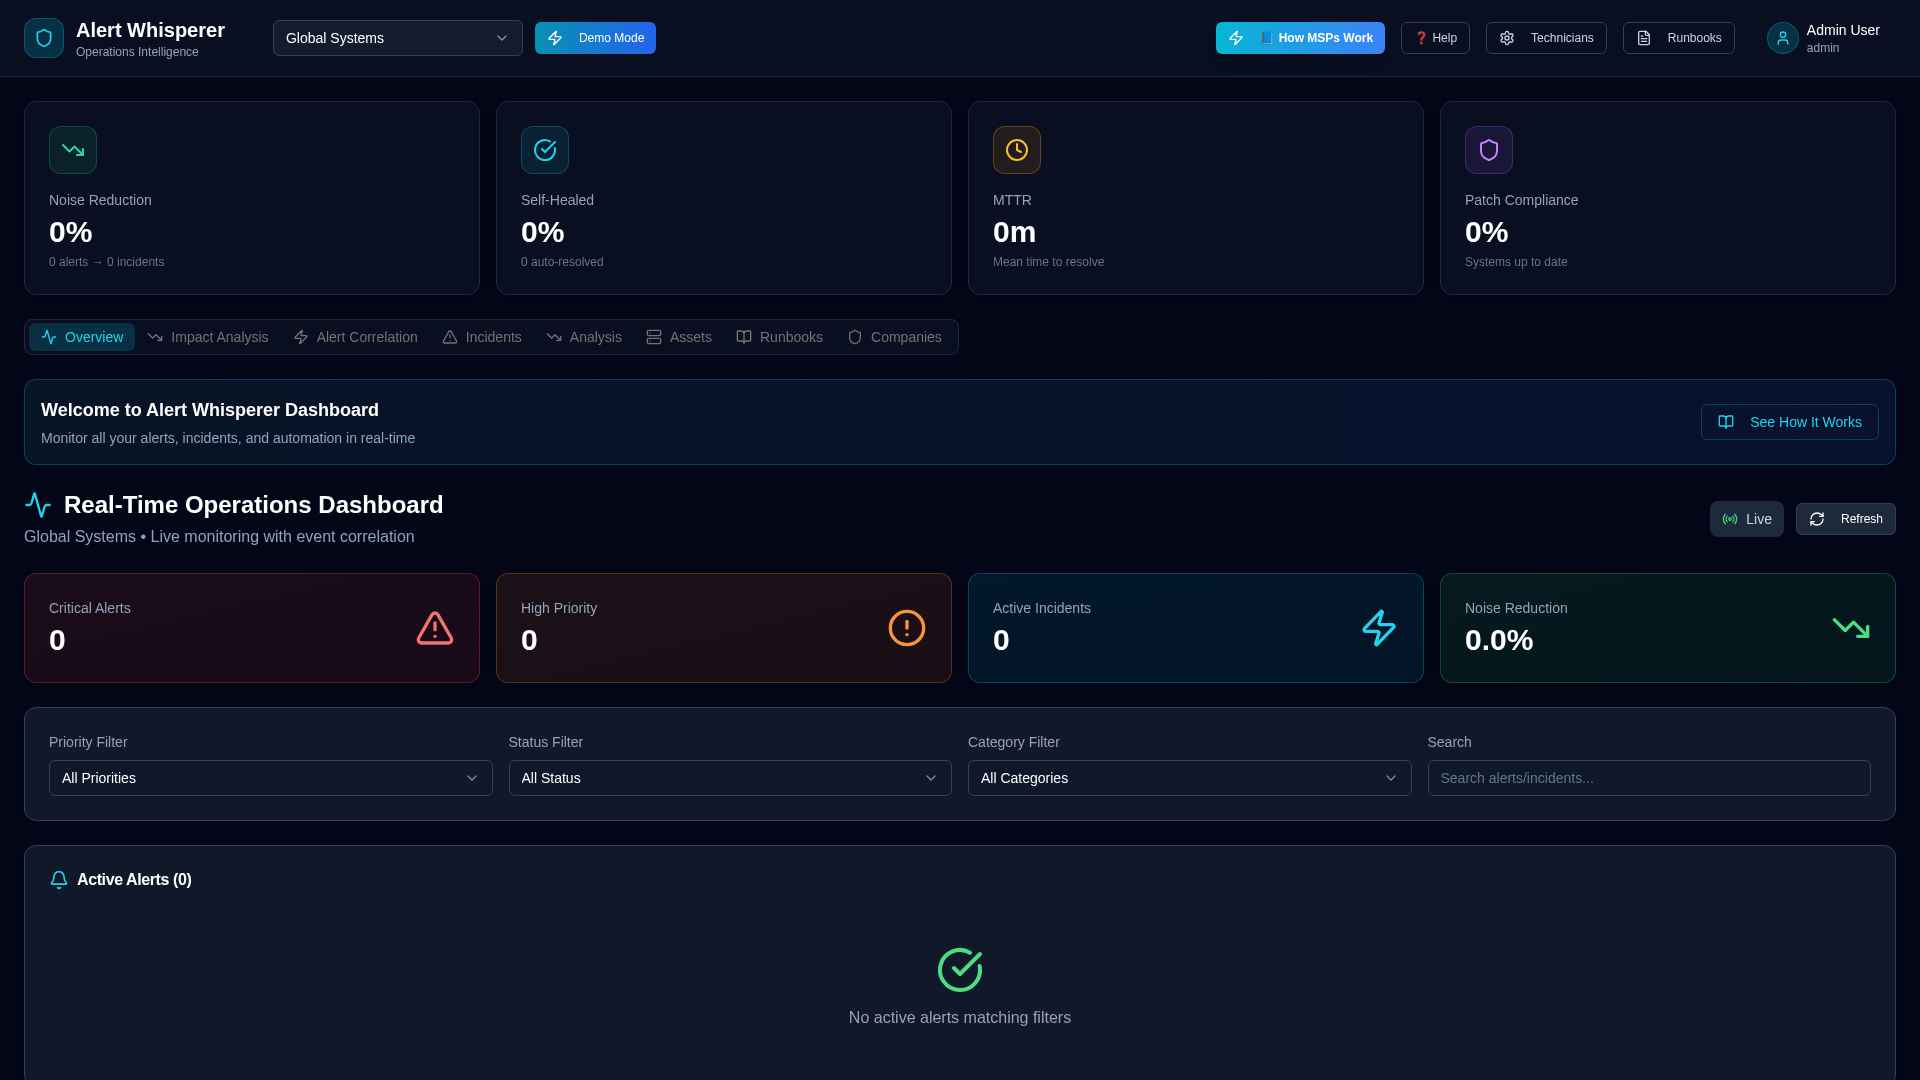 Alert Whisperer
Operations Intelligence
Global Systems
Demo Mode
How MSPs Work
❓ Help
Technicians
Runbooks
Admin User
admin
Noise Reduction
0%
0 alerts → 0 incidents
Self-Healed
0%
0 auto-resolved
MTTR
0m
Mean time to resolve
Patch Compliance
0%
Systems up to date
Overview
Impact Analysis
Alert Correlation
Incidents
Analysis
Assets
Runbooks
Companies
Welcome to Alert Whisperer Dashboard
Monitor all your alerts, incidents, and automation in real-time
See How It Works
Real-Time Operations Dashboard
Global Systems • Live monitoring with event correlation
Live
Refresh
Critical Alerts
0
High Priority
0
Active Incidents
0
Noise Reduction
0.0%
Priority Filter
All Priorities
Status Filter
All Status
Category Filter
All Categories
Search
Search alerts/incidents...
Active Alerts (0)
No active alerts matching filters